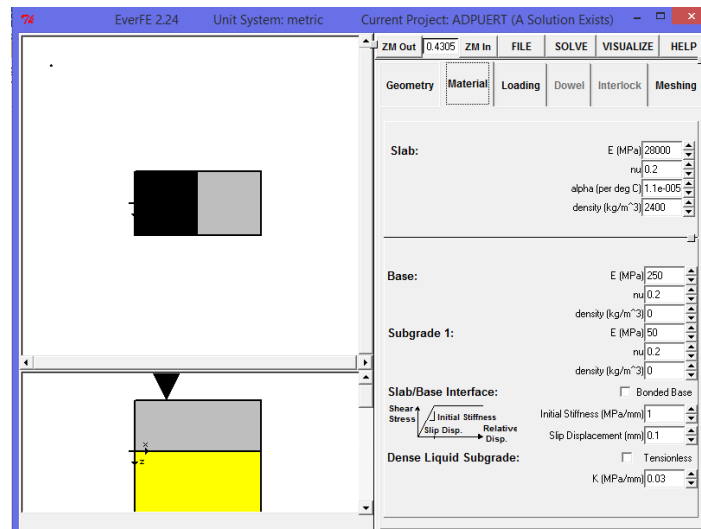 7k EverFE 2.24 Unit System: metric Current Project: ADPUERT (A Solution Exists)
ZM Out 0.4305 ZM In FILE SOLVE VISUALIZE HELP
Geometry Material Loading Dowel Interlock Meshing
Slab: E (MPa) 28000
nu 0.2
alpha (per deg C) 1.1e-005
density (kg/m^3) 2400
Base: E (MPa) 250
nu 0.2
density (kg/m^3) 0
Subgrade 1: E (MPa) 50
nu 0.2
density (kg/m^3) 0
Slab/Base Interface: Bonded Base
Shear Stress Initial Stiffness Slip Disp. Relative Disp.
Initial Stiffness (MPa/mm) 1
Slip Displacement (mm) 0.1
Dense Liquid Subgrade: Tensionless
K (MPa/mm) 0.03
x
z